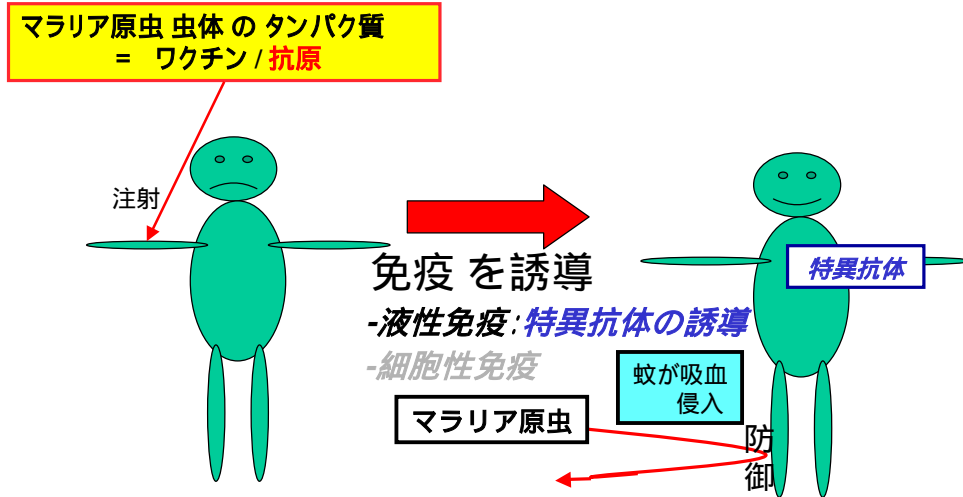 マラリア原虫 虫体 の タンパク質
= ワクチン / 抗原
注射
免疫 を誘導
-液性免疫:特異抗体の誘導
-細胞性免疫
特異抗体
蚊が吸血
侵入
マラリア原虫
防
御